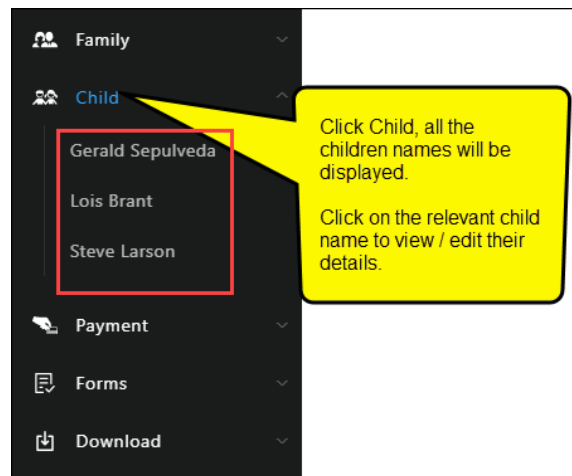 Family
Child
Gerald Sepulveda
Lois Brant
Steve Larson
Payment
Forms
Download
Click Child, all the
children names will be
displayed.
Click on the relevant child
name to view / edit their
details.